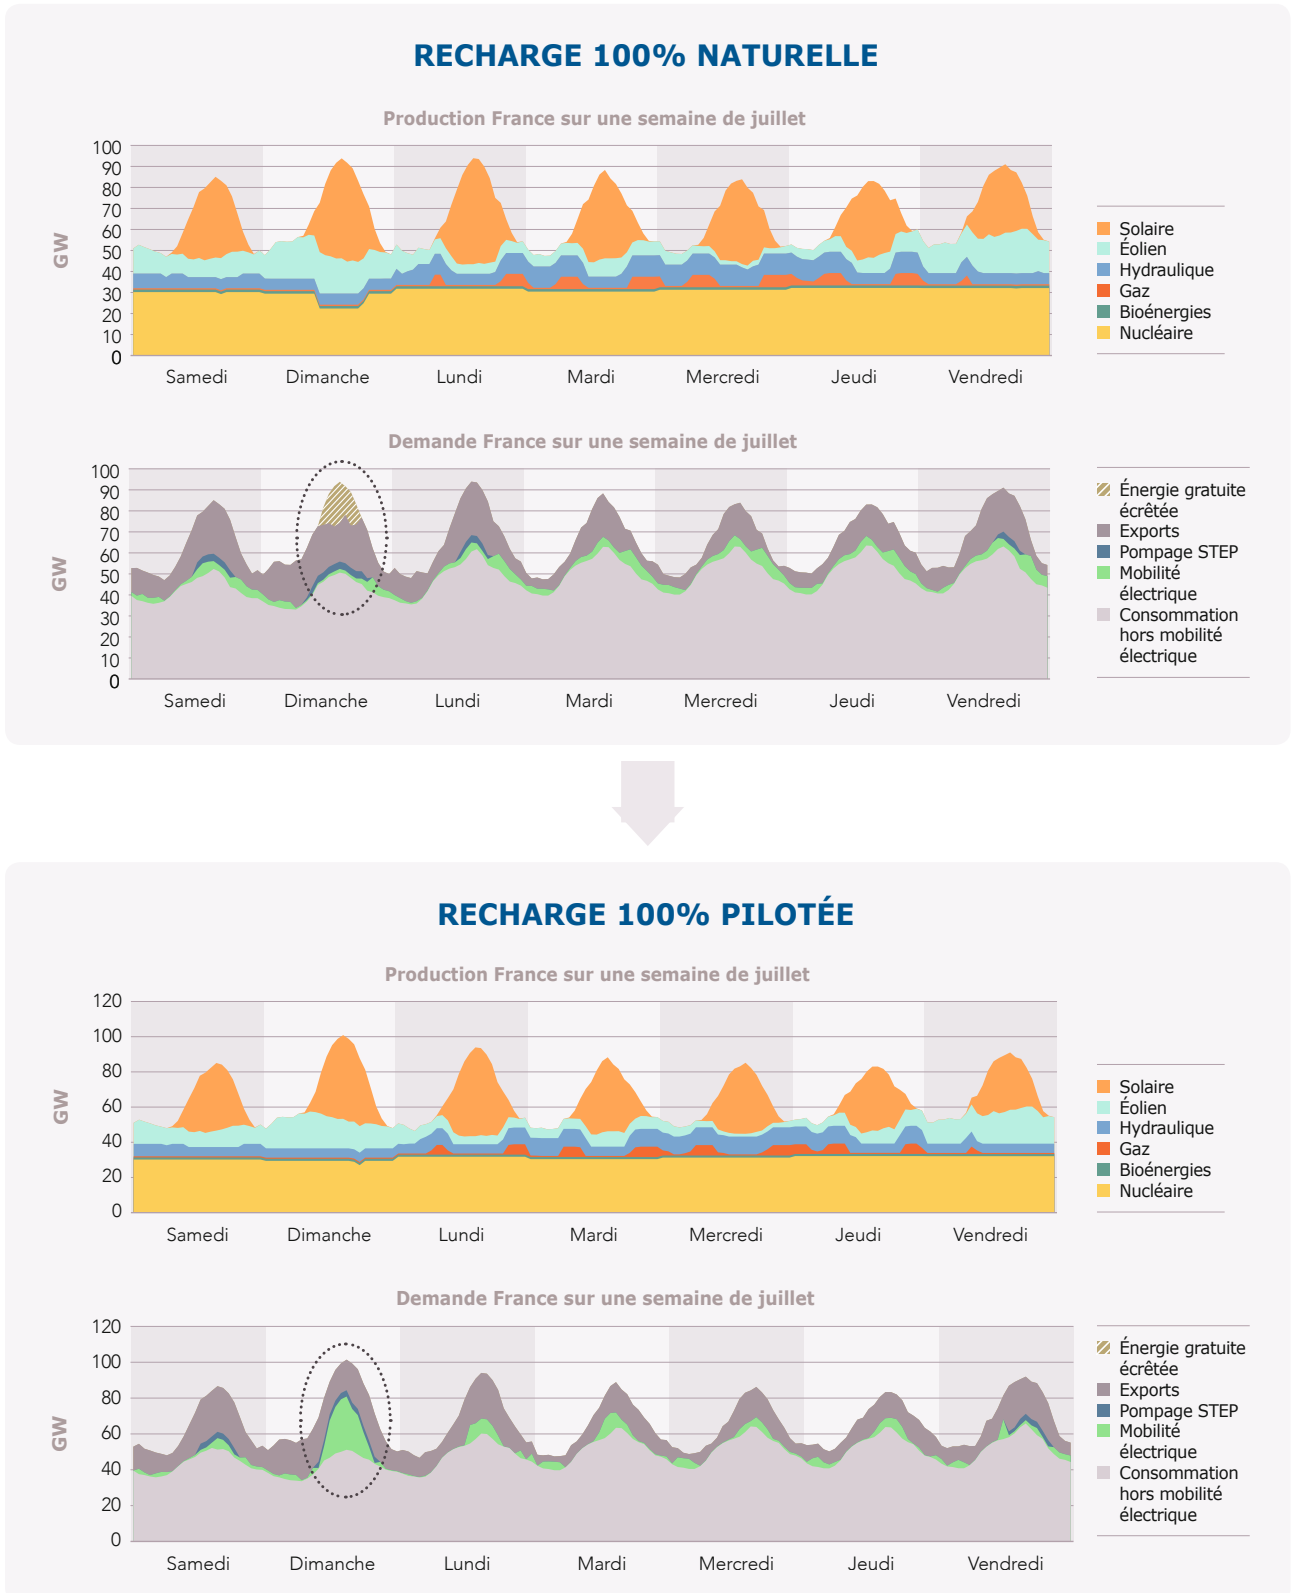 RECHARGE 100% NATURELLE
Production France sur une semaine de juillet
GW
100
90
80
70
60
50
40
30
20
10
0
Samedi Dimanche Lundi Mardi Mercredi Jeudi Vendredi
Solaire
Éolien
Hydraulique
Gaz
Bioénergies
Nucléaire
Demande France sur une semaine de juillet
GW
100
90
80
70
60
50
40
30
20
10
0
Samedi Dimanche Lundi Mardi Mercredi Jeudi Vendredi
Énergie gratuite
écrêtée
Exports
Pompage STEP
Mobilité
électrique
Consommation
hors mobilité
électrique
RECHARGE 100% PILOTÉE
Production France sur une semaine de juillet
GW
120
100
80
60
40
20
0
Samedi Dimanche Lundi Mardi Mercredi Jeudi Vendredi
Solaire
Éolien
Hydraulique
Gaz
Bioénergies
Nucléaire
Demande France sur une semaine de juillet
GW
120
100
80
60
40
20
0
Samedi Dimanche Lundi Mardi Mercredi Jeudi Vendredi
Énergie gratuite
écrêtée
Exports
Pompage STEP
Mobilité
électrique
Consommation
hors mobilité
électrique